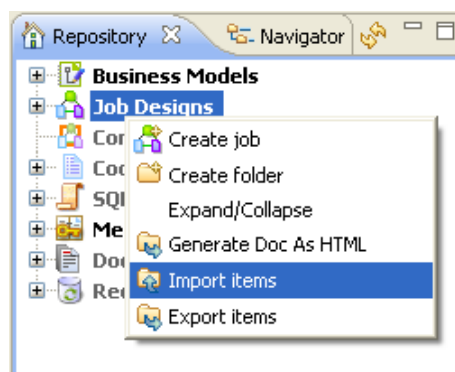 Repository Navigator
Business Models
Job Designs
Create job
Create folder
Expand/Collapse
Generate Doc As HTML
Import items
Export items